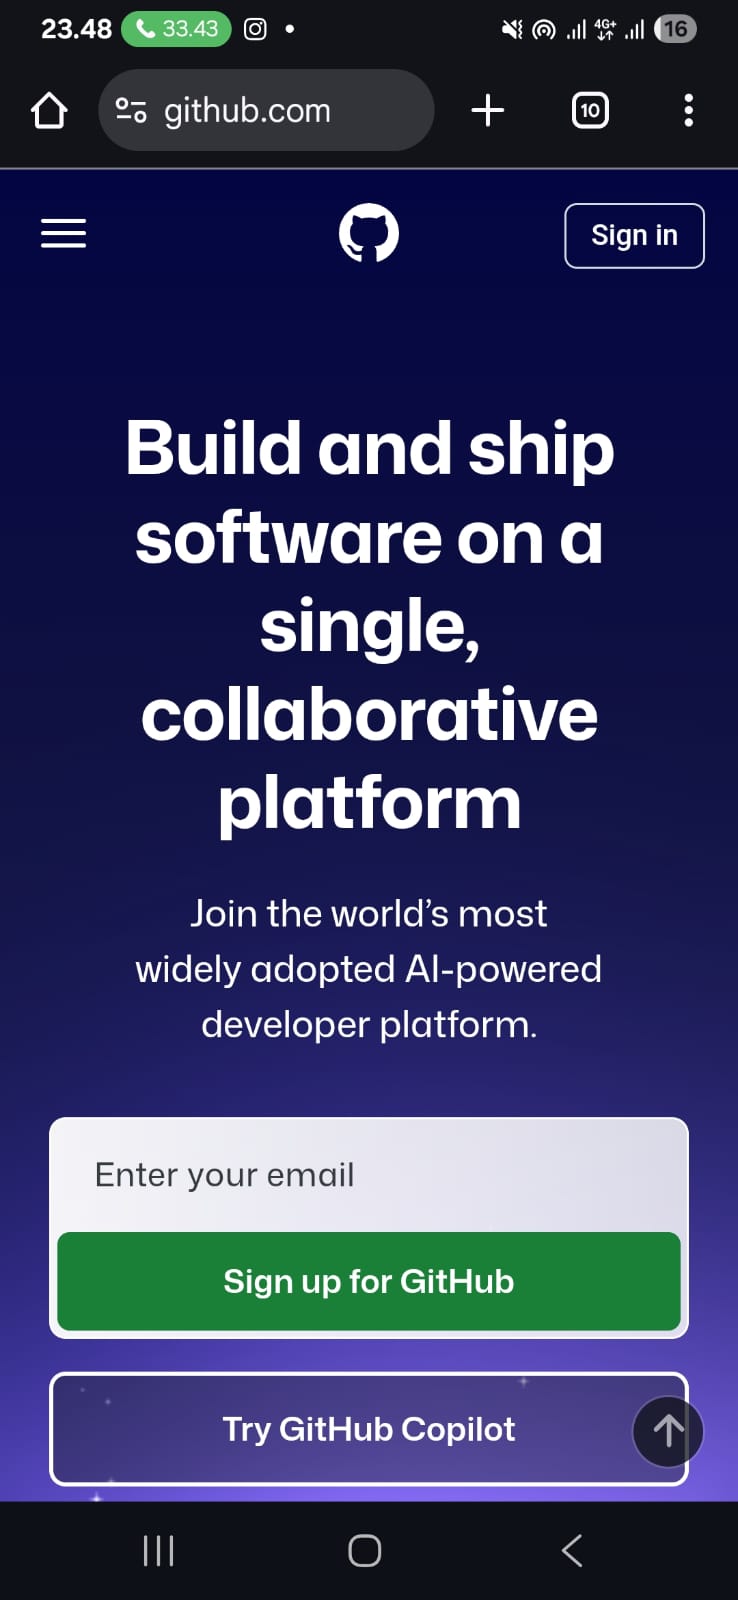 23.48 33.43 4G+ 16
github.com 10
Sign in
Build and ship
software on a
single,
collaborative
platform
Join the world’s most
widely adopted AI-powered
developer platform.
Enter your email
Sign up for GitHub
Try GitHub Copilot